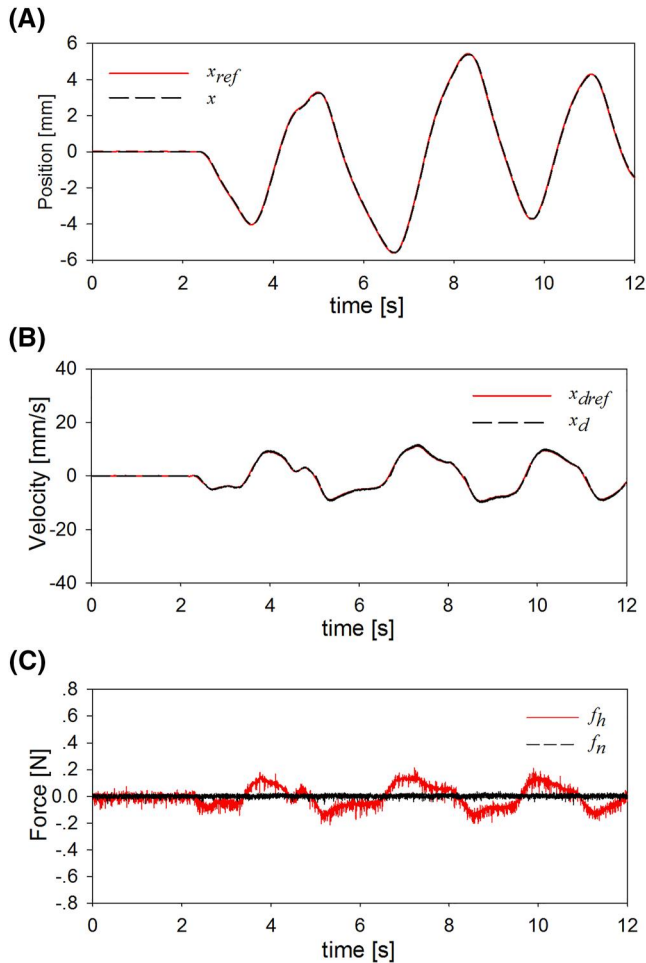 (A)
Position [mm]
6
4
2
0
-2
-4
-6
x_ref
x
0 2 4 6 8 10 12
time [s]
(B)
Velocity [mm/s]
40
20
0
-20
-40
x_dref
x_d
0 2 4 6 8 10 12
time [s]
(C)
Force [N]
.8
.6
.4
.2
0.0
-.2
-.4
-.6
-.8
f_h
f_n
0 2 4 6 8 10 12
time [s]